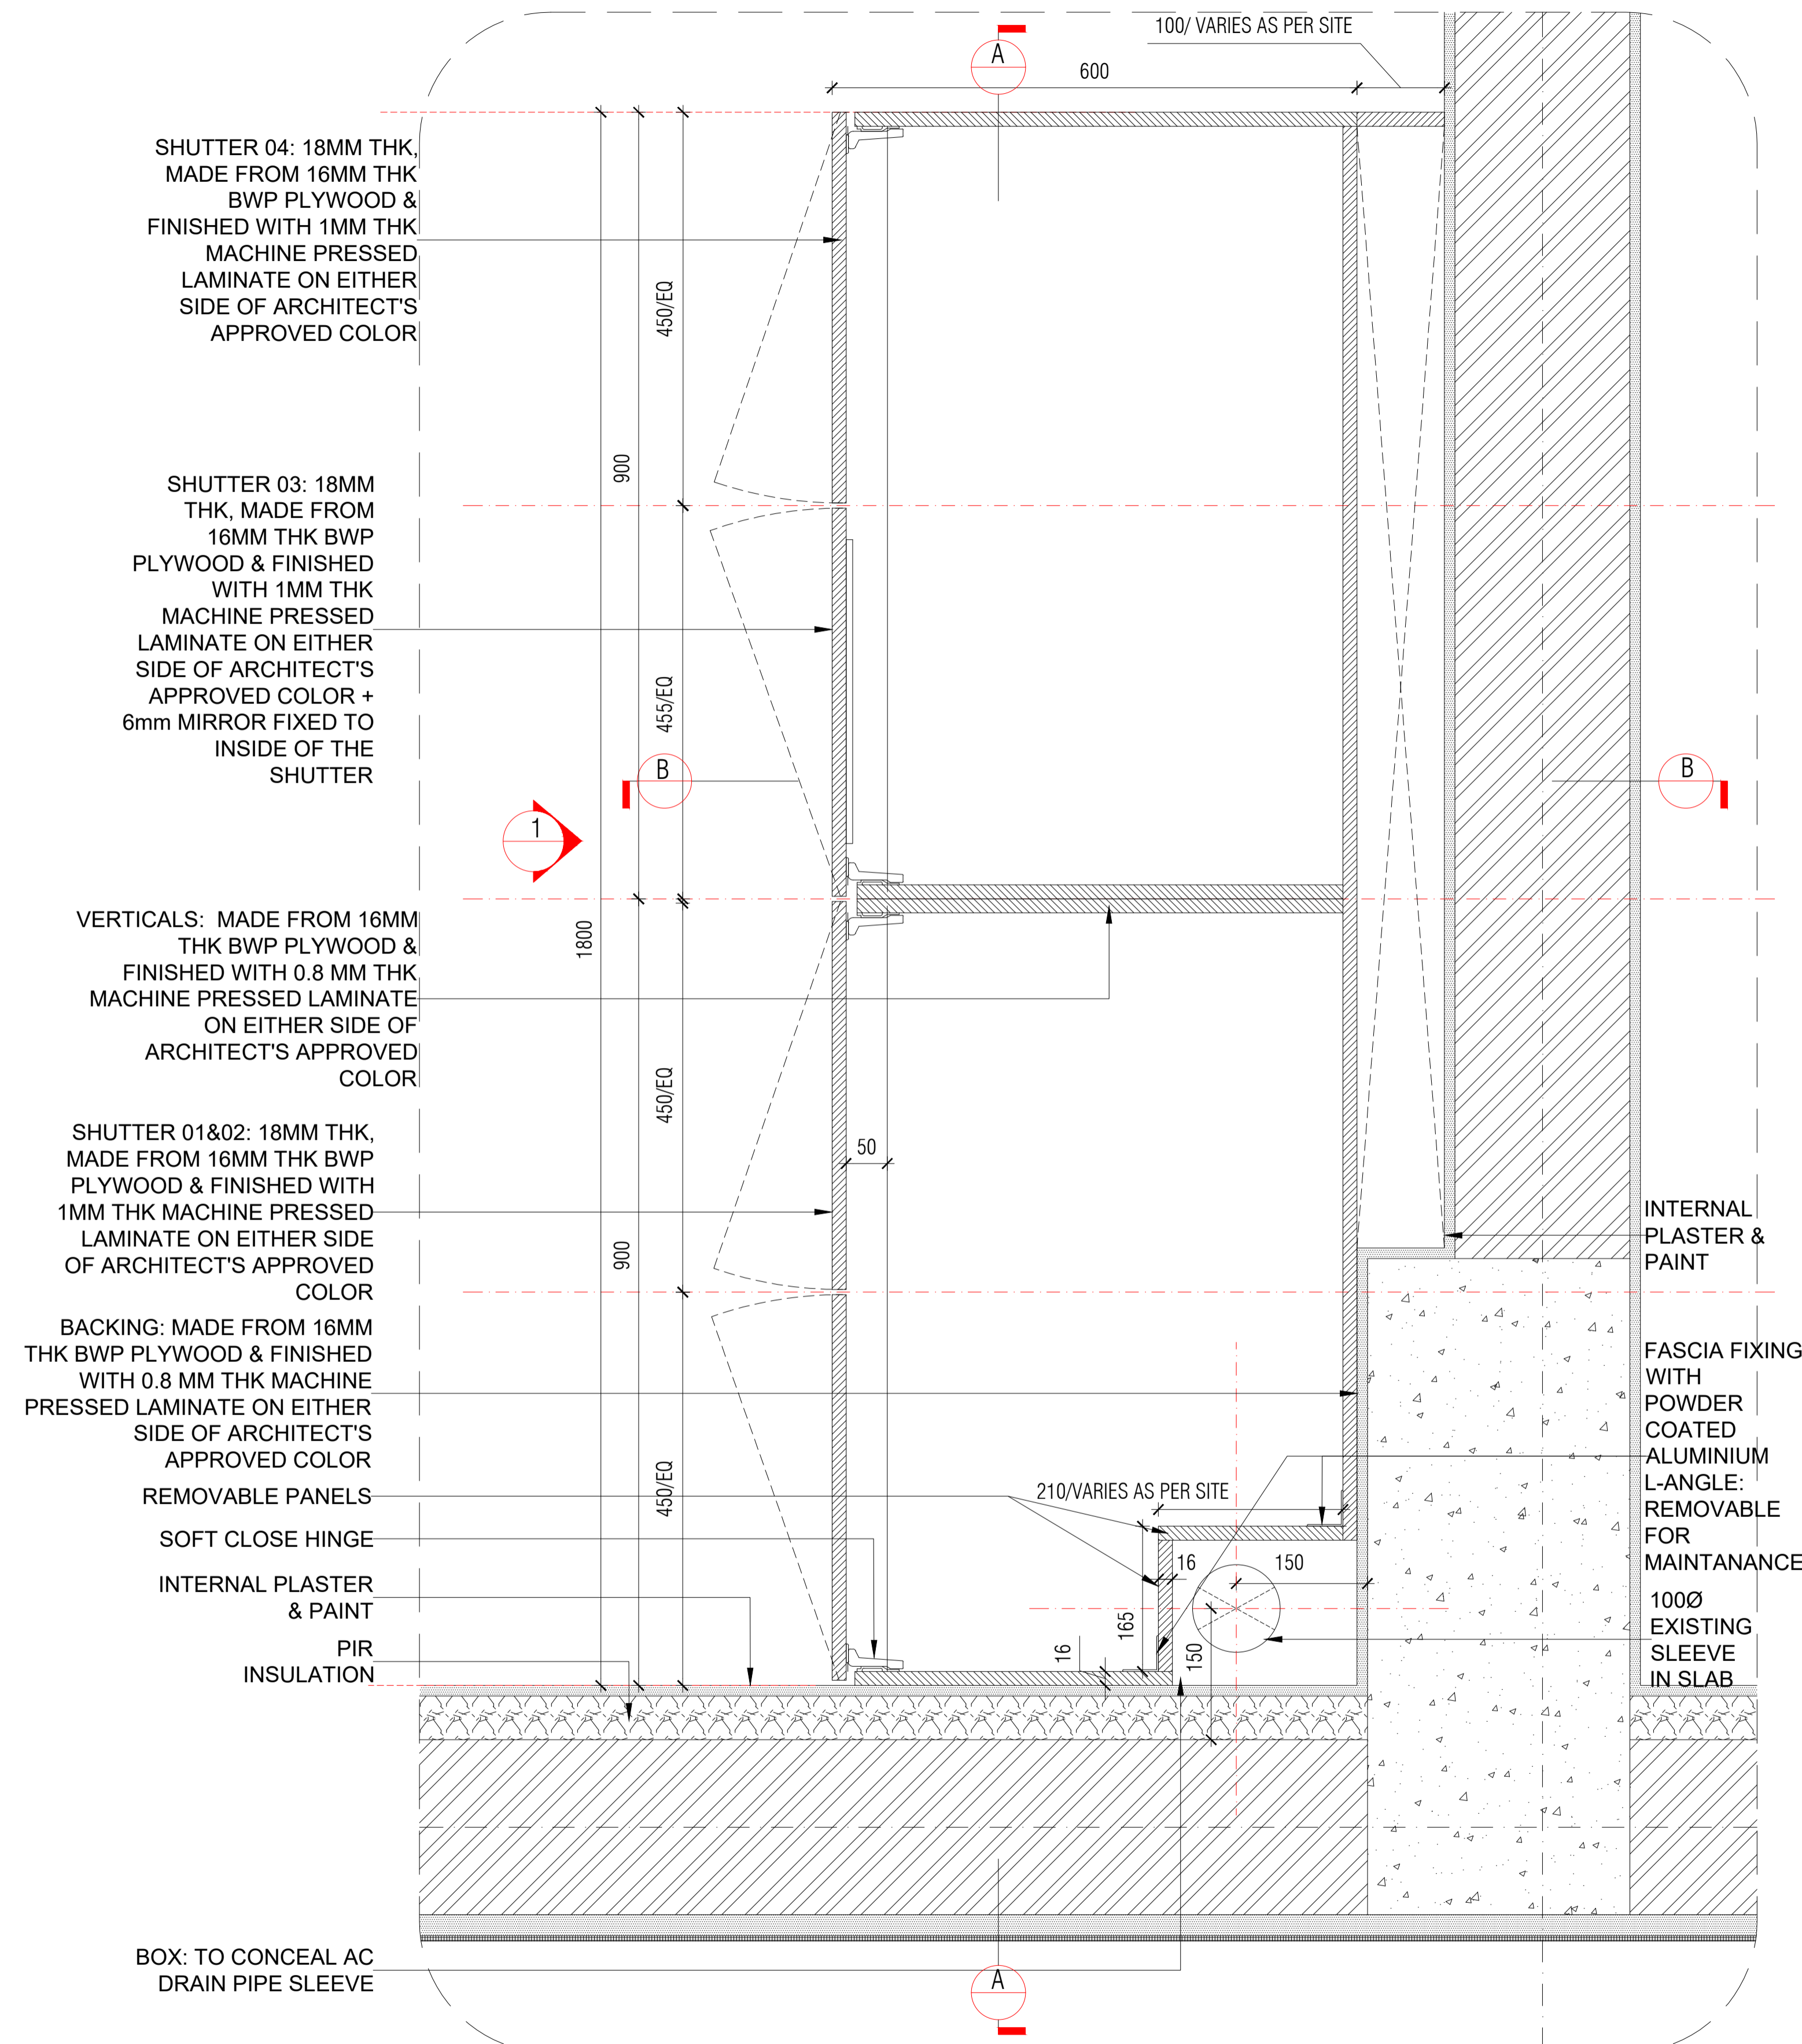 100/ VARIES AS PER SITE
A
600
SHUTTER 04: 18MM THK,
MADE FROM 16MM THK
BWP PLYWOOD &
FINISHED WITH 1MM THK
MACHINE PRESSED
LAMINATE ON EITHER
SIDE OF ARCHITECT'S
APPROVED COLOR
450/EQ
900
SHUTTER 03: 18MM
THK, MADE FROM
16MM THK BWP
PLYWOOD & FINISHED
WITH 1MM THK
MACHINE PRESSED
LAMINATE ON EITHER
SIDE OF ARCHITECT'S
APPROVED COLOR +
6mm MIRROR FIXED TO
INSIDE OF THE
SHUTTER
455/EQ
B
B
1
1800
VERTICALS: MADE FROM 16MM
THK BWP PLYWOOD &
FINISHED WITH 0.8 MM THK
MACHINE PRESSED LAMINATE
ON EITHER SIDE OF
ARCHITECT'S APPROVED
COLOR
450/EQ
50
SHUTTER 01&02: 18MM THK,
MADE FROM 16MM THK BWP
PLYWOOD & FINISHED WITH
1MM THK MACHINE PRESSED
LAMINATE ON EITHER SIDE
OF ARCHITECT'S APPROVED
COLOR
900
INTERNAL
PLASTER &
PAINT
BACKING: MADE FROM 16MM
THK BWP PLYWOOD & FINISHED
WITH 0.8 MM THK MACHINE
PRESSED LAMINATE ON EITHER
SIDE OF ARCHITECT'S
APPROVED COLOR
FASCIA FIXING
WITH
POWDER
COATED
ALUMINIUM
L-ANGLE:
REMOVABLE
FOR
MAINTANANCE
450/EQ
210/VARIES AS PER SITE
REMOVABLE PANELS
SOFT CLOSE HINGE
16
150
INTERNAL PLASTER
& PAINT
165
100Ø
EXISTING
SLEEVE
IN SLAB
16
150
PIR
INSULATION
BOX: TO CONCEAL AC
DRAIN PIPE SLEEVE
A